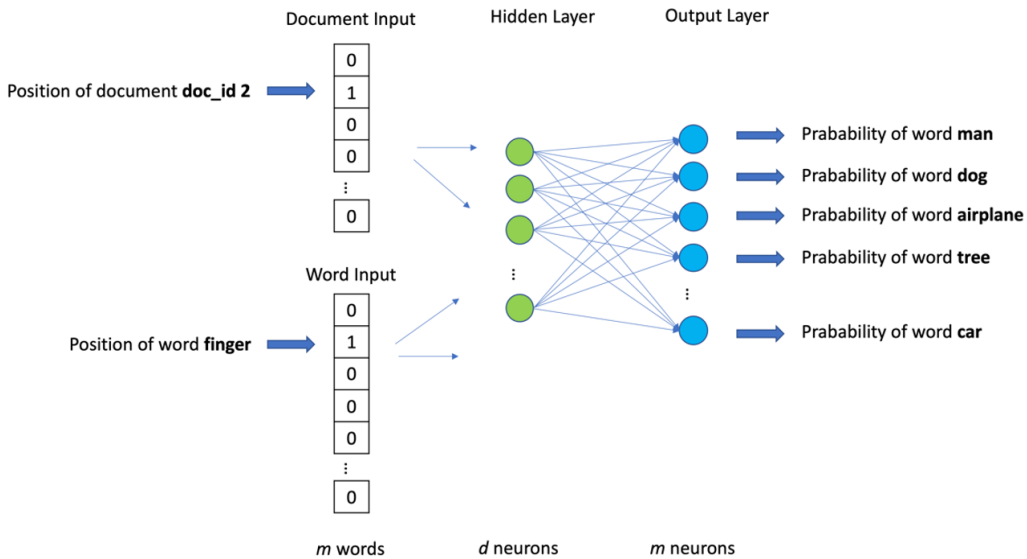 Document Input
Hidden Layer
Output Layer
0
Position of document doc_id 2
1
0
0
...
0
Prabability of word man
Prabability of word dog
Prabability of word airplane
Prabability of word tree
...
...
Prabability of word car
Word Input
0
Position of word finger
1
0
0
0
...
0
m words
d neurons
m neurons